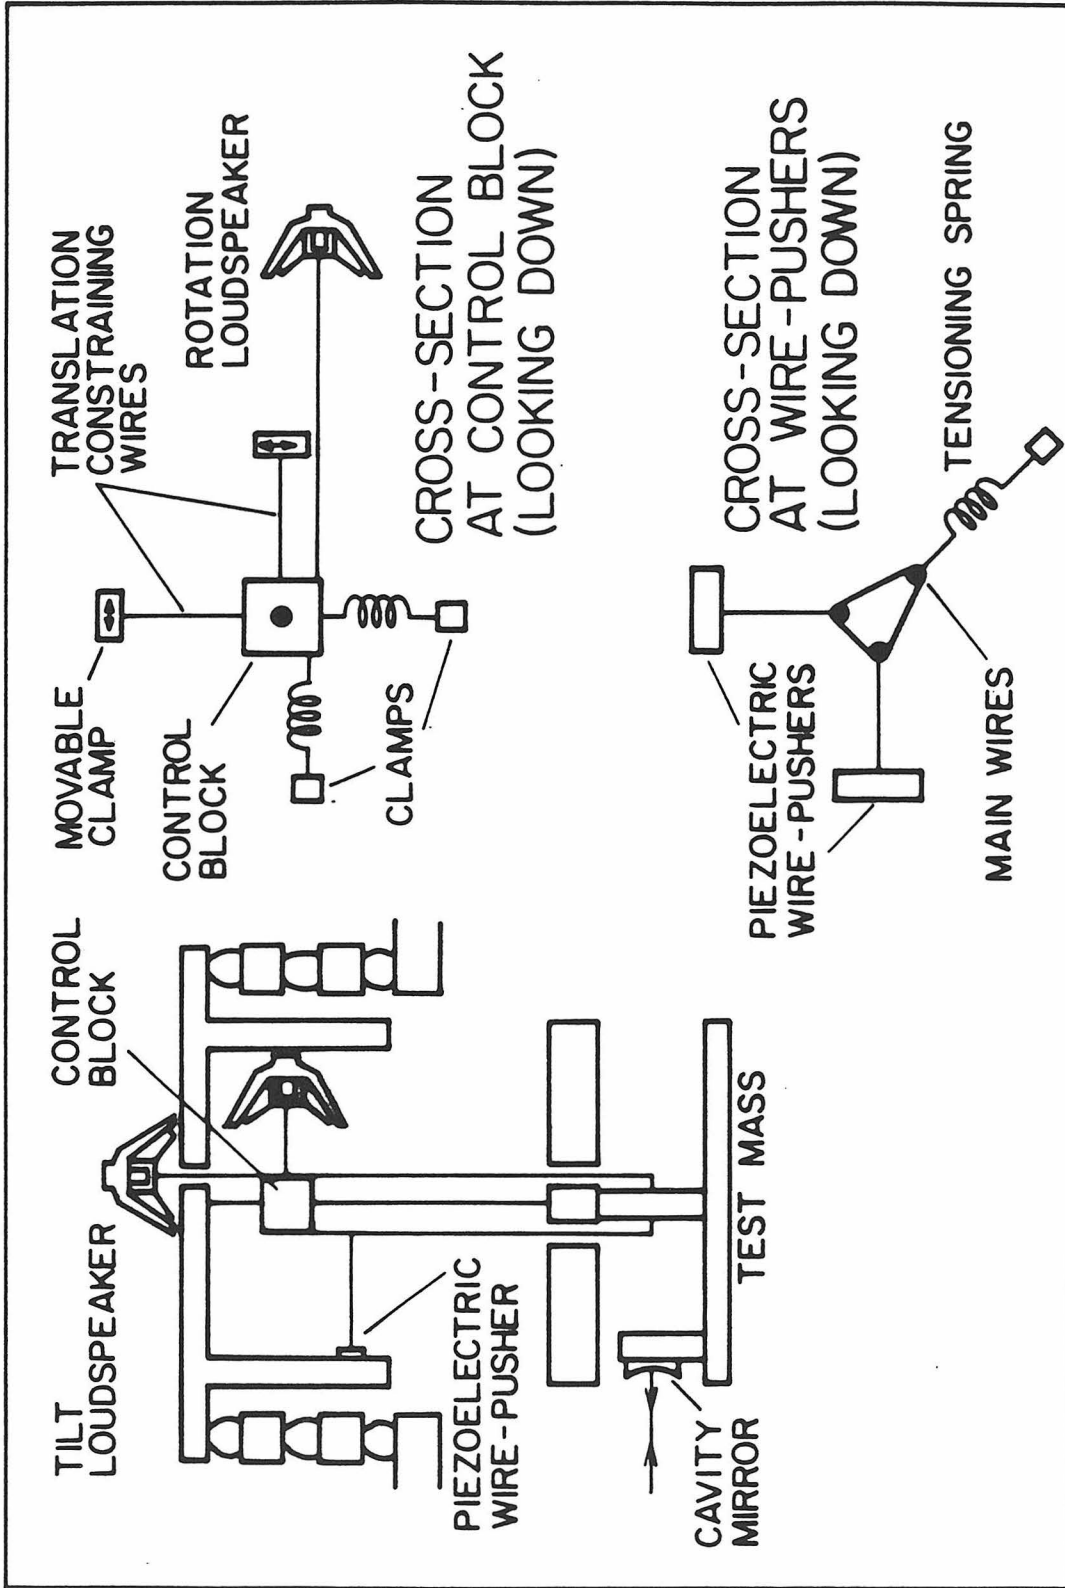 TILT
LOUDSPEAKER
CONTROL
BLOCK
PIEZOELECTRIC
WIRE-PUSHER
CAVITY
MIRROR
TEST MASS
MOVABLE
CLAMP
TRANSLATION
CONSTRAINING
WIRES
CONTROL
BLOCK
ROTATION
LOUDSPEAKER
CLAMPS
CROSS-SECTION
AT CONTROL BLOCK
(LOOKING DOWN)
PIEZOELECTRIC
WIRE-PUSHERS
CROSS-SECTION
AT WIRE-PUSHERS
(LOOKING DOWN)
MAIN WIRES
TENSIONING SPRING